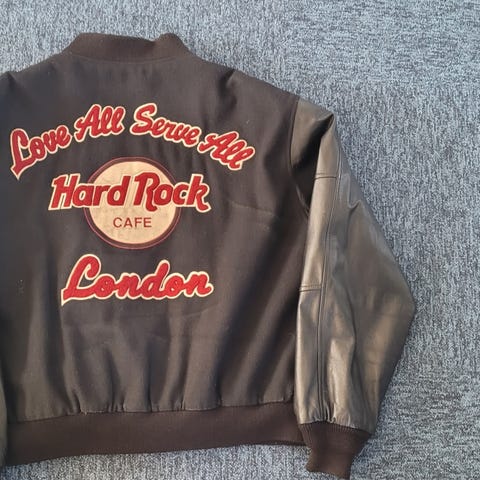 Love All Serve All
Hard Rock
CAFE
London